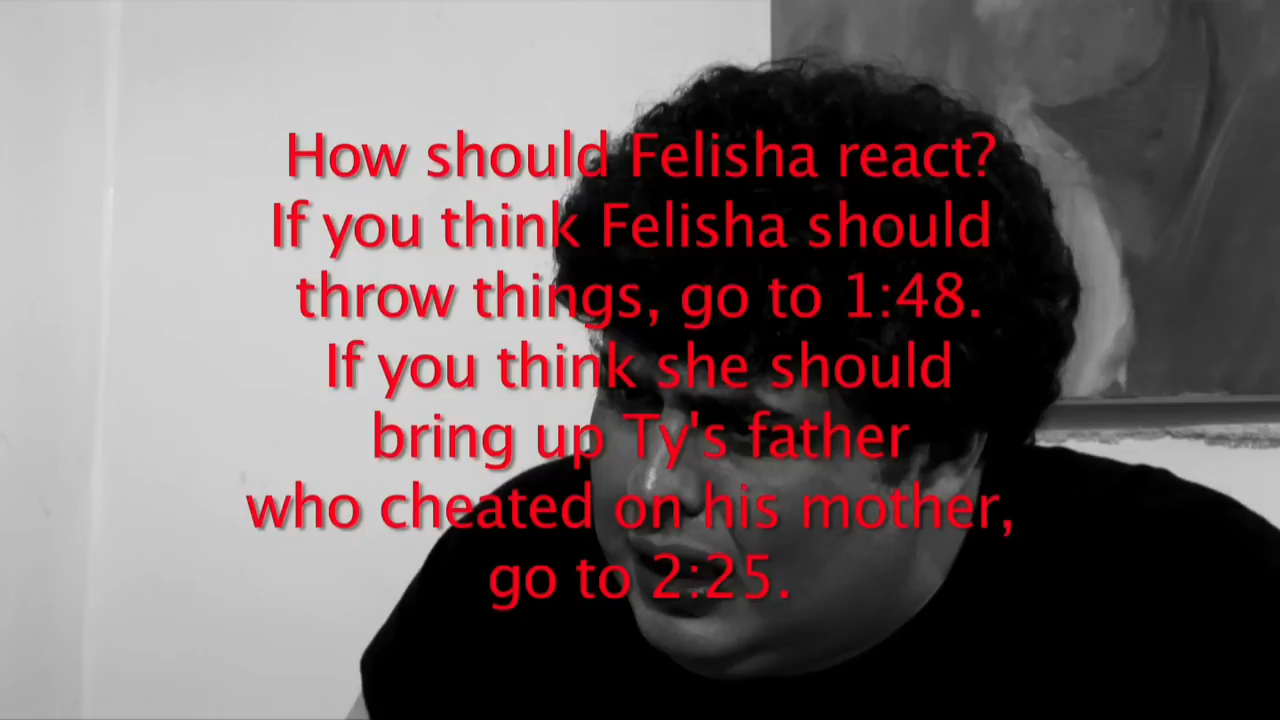 How should Felisha react?
If you think Felisha should
throw things, go to 1:48.
If you think she should
bring up Ty's father
who cheated on his mother,
go to 2:25.